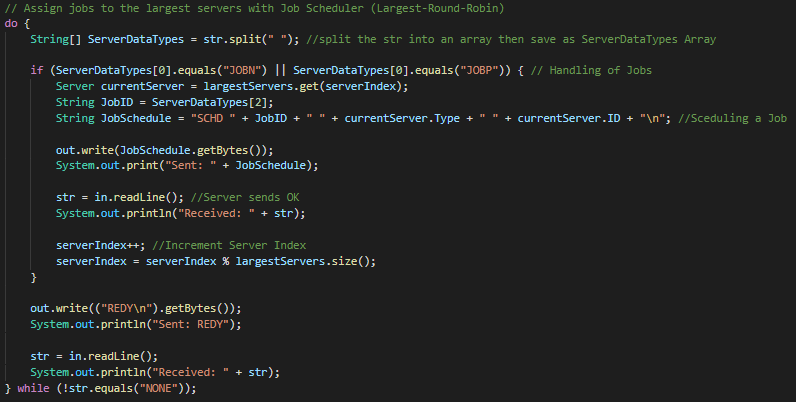 // Assign jobs to the largest servers with Job Scheduler (Largest-Round-Robin)
do {
    String[] ServerDataTypes = str.split(" "); //split the str into an array then save as ServerDataTypes Array

    if (ServerDataTypes[0].equals("JOBN") || ServerDataTypes[0].equals("JOBP")) { // Handling of Jobs
        Server currentServer = largestServers.get(serverIndex);
        String JobID = ServerDataTypes[2];
        String JobSchedule = "SCHD " + JobID + " " + currentServer.Type + " " + currentServer.ID + "\n"; //Sceduling a Job

        out.write(JobSchedule.getBytes());
        System.out.print("Sent: " + JobSchedule);

        str = in.readLine(); //Server sends OK
        System.out.println("Received: " + str);

        serverIndex++; //Increment Server Index
        serverIndex = serverIndex % largestServers.size();
    }

    out.write(("REDY\n").getBytes());
    System.out.println("Sent: REDY");

    str = in.readLine();
    System.out.println("Received: " + str);
} while (!str.equals("NONE"));